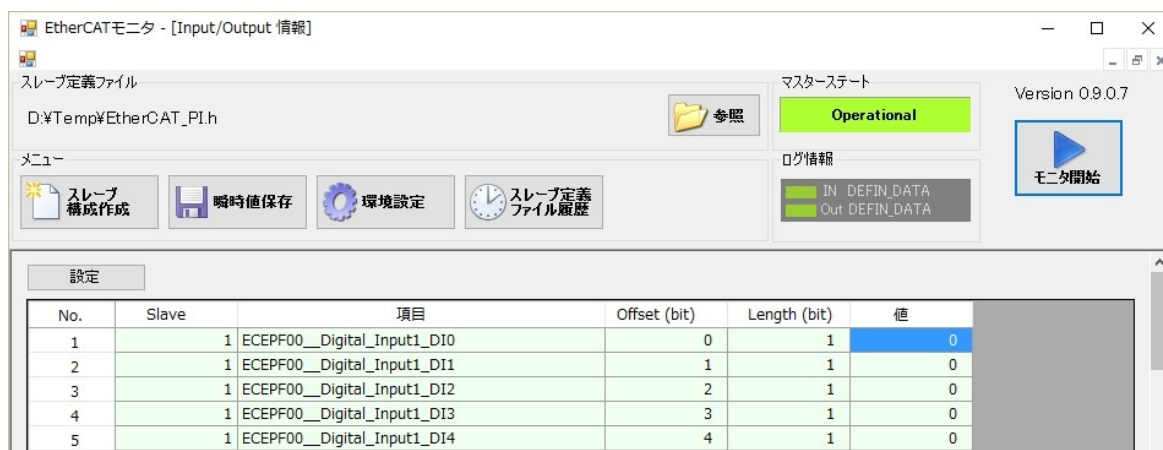 EtherCATモニタ - [Input/Output 情報]
スレーブ定義ファイル
D:¥Temp¥EtherCAT_PI.h
参照
マスターステート
Operational
Version 0.9.0.7
モニタ開始
メニュー
スレーブ
構成作成
瞬時値保存
環境設定
スレーブ定義
ファイル履歴
ログ情報
IN DEFIN_DATA
Out DEFIN_DATA
設定
No. Slave 項目 Offset (bit) Length (bit) 値
1 1 ECEPF00__Digital_Input1_DI0 0 1 0
2 1 ECEPF00__Digital_Input1_DI1 1 1 0
3 1 ECEPF00__Digital_Input1_DI2 2 1 0
4 1 ECEPF00__Digital_Input1_DI3 3 1 0
5 1 ECEPF00__Digital_Input1_DI4 4 1 0